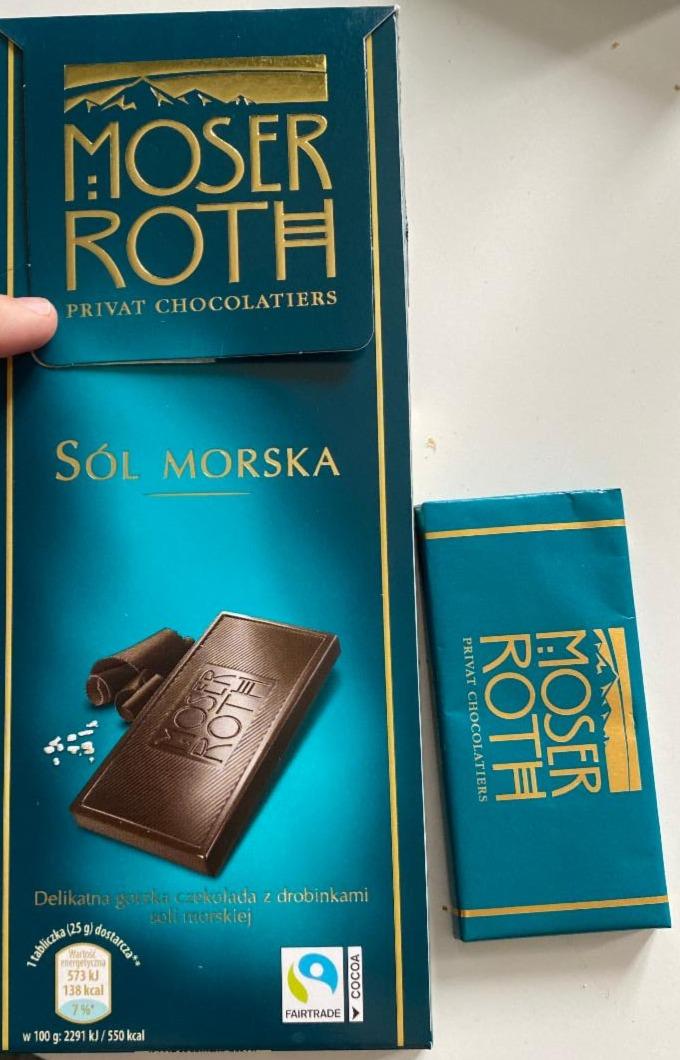 MOSER
ROTH
PRIVAT CHOCOLATIERS
SÓL MORSKA
MOSER
ROTH
Delikatna gorzka czekolada z drobinkami
soli morskiej
1 tabliczka (25 g) dostarcza**
Wartość
energetyczna
573 kJ
138 kcal
7 %*
w 100 g: 2291 kJ / 550 kcal
FAIRTRADE
COCOA
MOSER
ROTH
PRIVAT CHOCOLATIERS